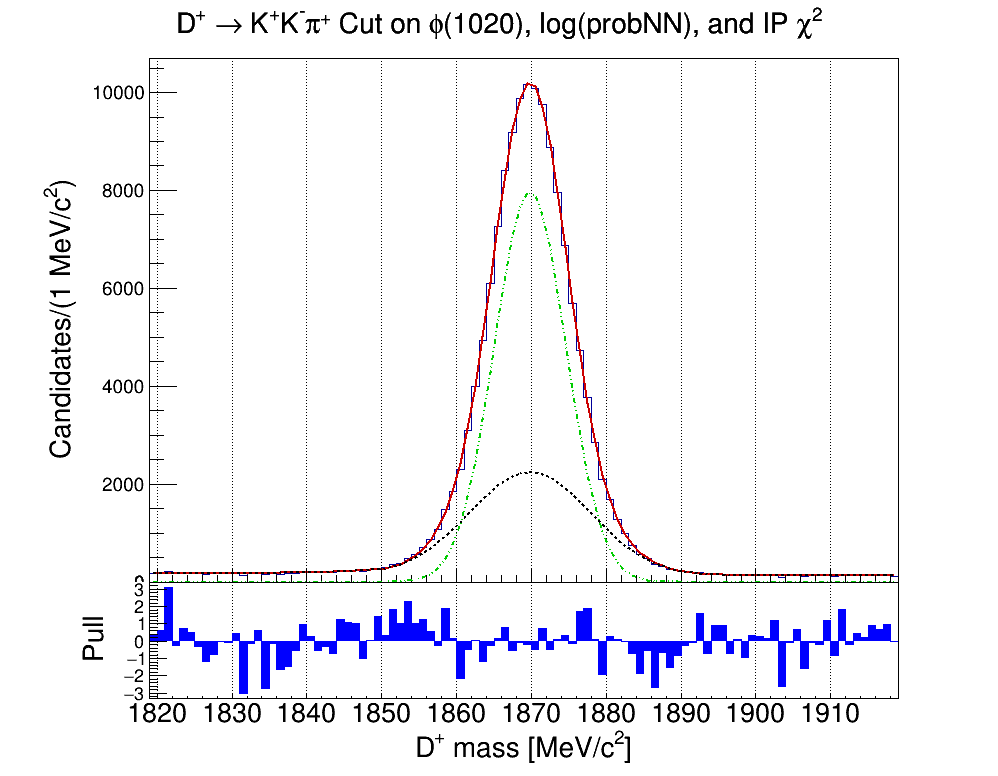 D⁺ → K⁺K⁻π⁺ Cut on ϕ(1020), log(probNN), and IP χ²
Candidates/(1 MeV/c²)
10000
8000
6000
4000
2000
Pull
3
2
1
0
−1
−2
−3
1820 1830 1840 1850 1860 1870 1880 1890 1900 1910
D⁺ mass [MeV/c²]